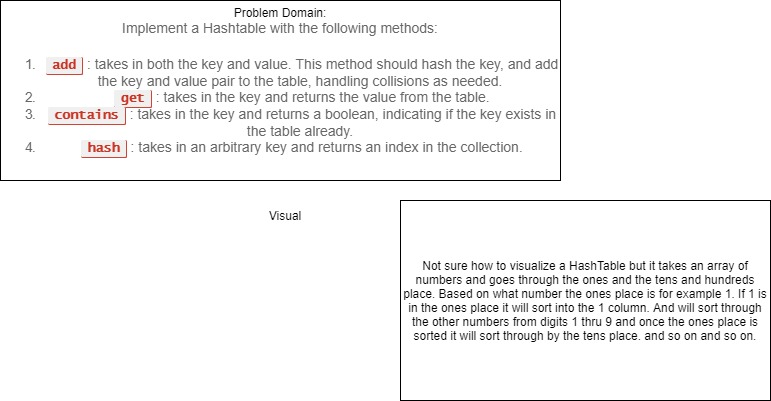 Problem Domain:
Implement a Hashtable with the following methods:
1. add : takes in both the key and value. This method should hash the key, and add
the key and value pair to the table, handling collisions as needed.
2. get : takes in the key and returns the value from the table.
3. contains : takes in the key and returns a boolean, indicating if the key exists in
the table already.
4. hash : takes in an arbitrary key and returns an index in the collection.
Visual
Not sure how to visualize a HashTable but it takes an array of
numbers and goes through the ones and the tens and hundreds
place. Based on what number the ones place is for example 1. If 1 is
in the ones place it will sort into the 1 column. And will sort through
the other numbers from digits 1 thru 9 and once the ones place is
sorted it will sort through by the tens place. and so on and so on.